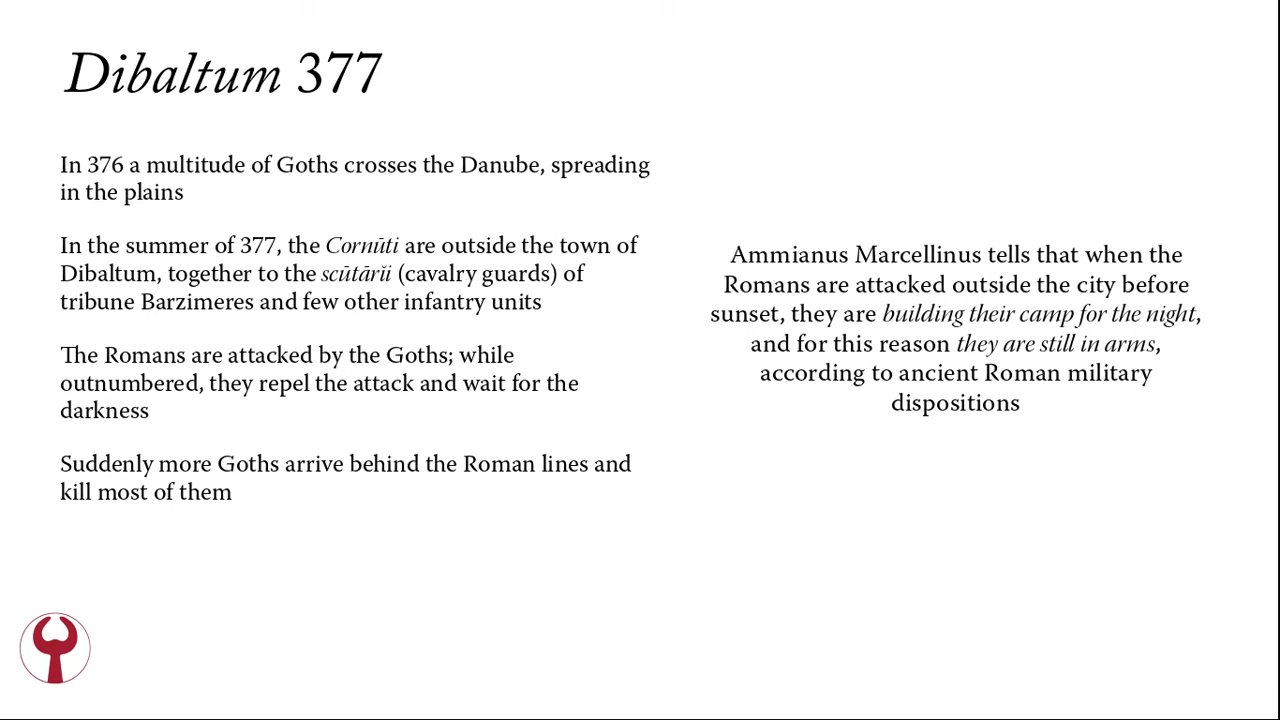 Dibaltum 377
In 376 a multitude of Goths crosses the Danube, spreading
in the plains
In the summer of 377, the Cornūti are outside the town of
Dibaltum, together to the scūtārĭi (cavalry guards) of
tribune Barzimeres and few other infantry units
The Romans are attacked by the Goths; while
outnumbered, they repel the attack and wait for the
darkness
Suddenly more Goths arrive behind the Roman lines and
kill most of them
Ammianus Marcellinus tells that when the
Romans are attacked outside the city before
sunset, they are building their camp for the night,
and for this reason they are still in arms,
according to ancient Roman military
dispositions